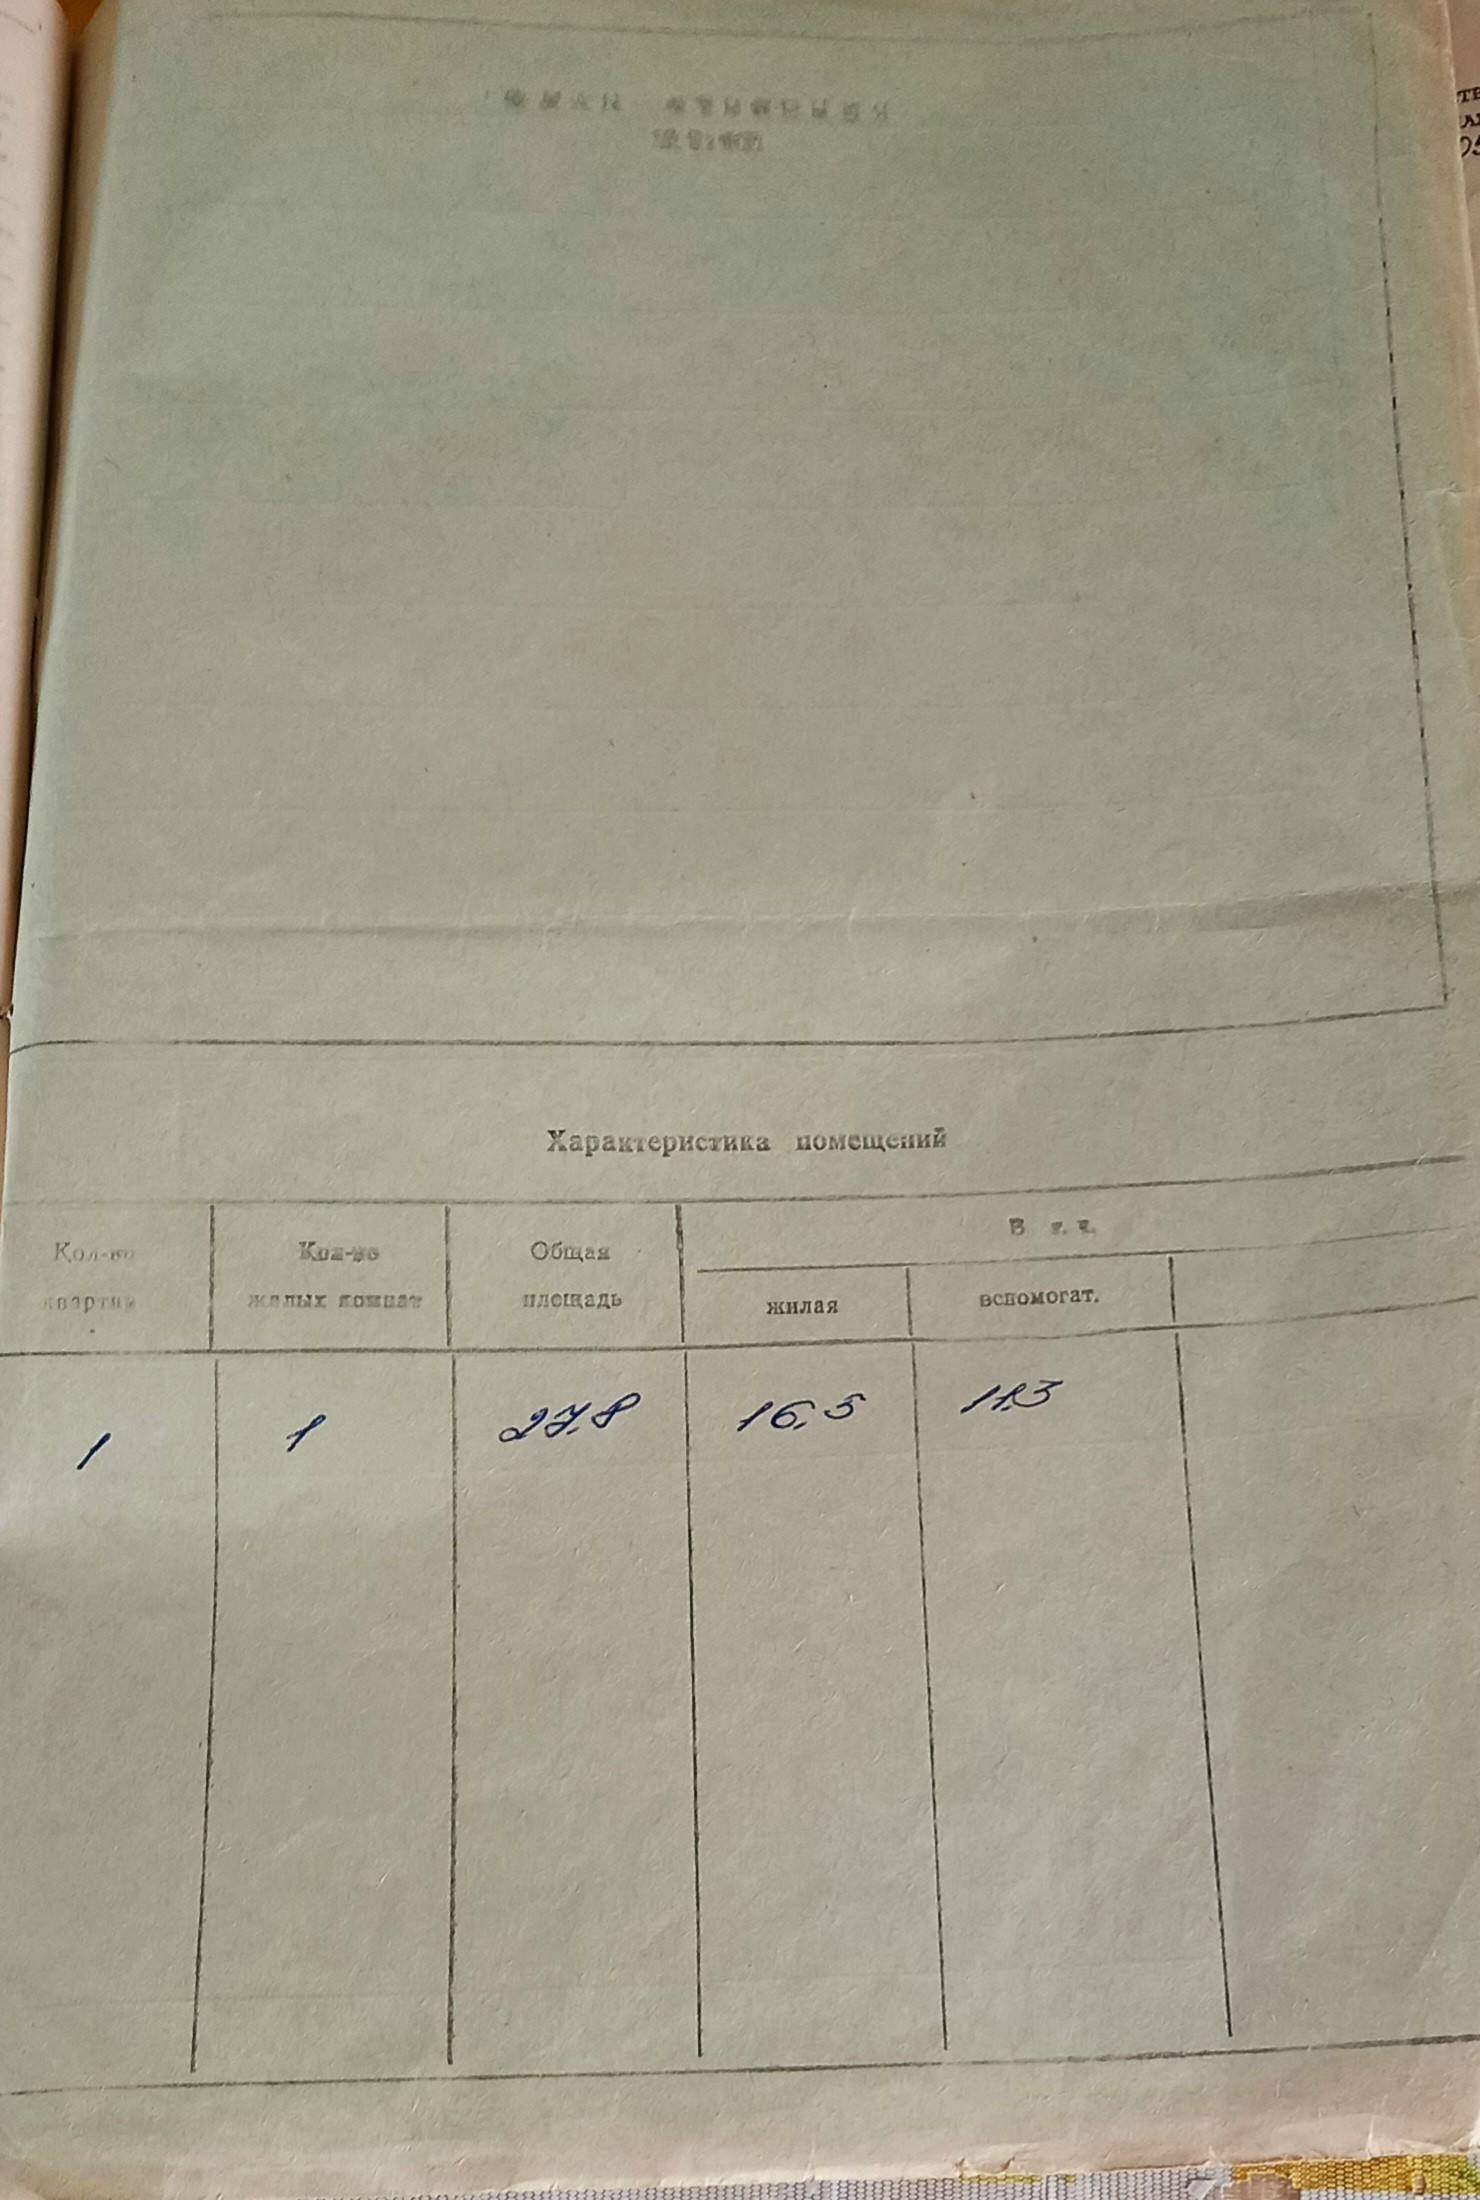 Характеристика помещений
Кол-во квартир
Кол-во жилых комнат
Общая площадь
В т. ч.
жилая
вспомогат.
1
1
27,8
16,5
11,3